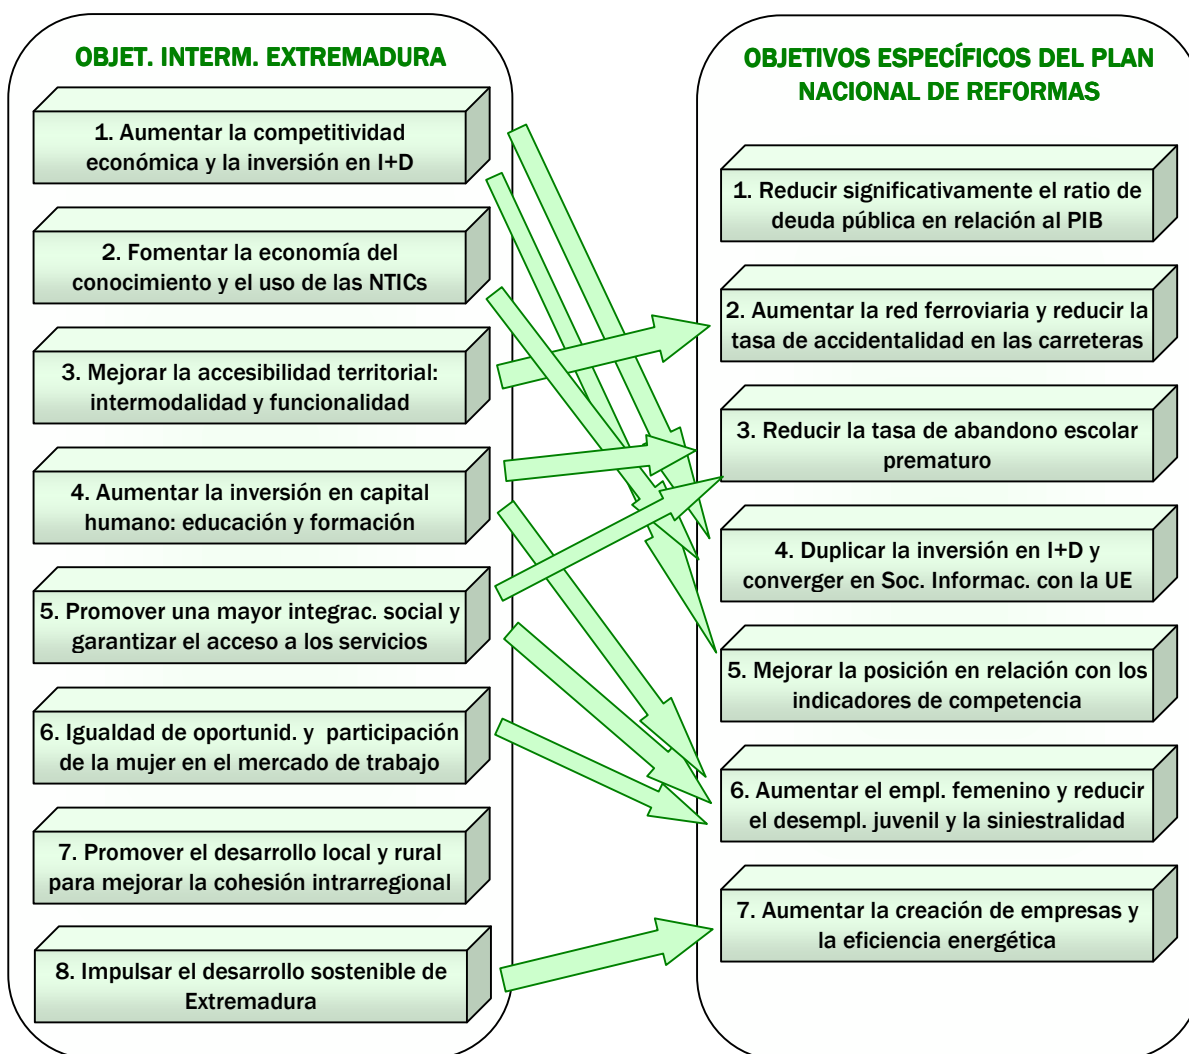 OBJET. INTERM. EXTREMADURA
1. Aumentar la competitividad
económica y la inversión en I+D
2. Fomentar la economía del
conocimiento y el uso de las NTICs
3. Mejorar la accesibilidad territorial:
intermodalidad y funcionalidad
4. Aumentar la inversión en capital
humano: educación y formación
5. Promover una mayor integrac. social y
garantizar el acceso a los servicios
6. Igualdad de oportunid. y participación
de la mujer en el mercado de trabajo
7. Promover el desarrollo local y rural
para mejorar la cohesión intrarregional
8. Impulsar el desarrollo sostenible de
Extremadura
OBJETIVOS ESPECÍFICOS DEL PLAN
NACIONAL DE REFORMAS
1. Reducir significativamente el ratio de
deuda pública en relación al PIB
2. Aumentar la red ferroviaria y reducir la
tasa de accidentalidad en las carreteras
3. Reducir la tasa de abandono escolar
prematuro
4. Duplicar la inversión en I+D y
converger en Soc. Informac. con la UE
5. Mejorar la posición en relación con los
indicadores de competencia
6. Aumentar el empl. femenino y reducir
el desempl. juvenil y la siniestralidad
7. Aumentar la creación de empresas y
la eficiencia energética